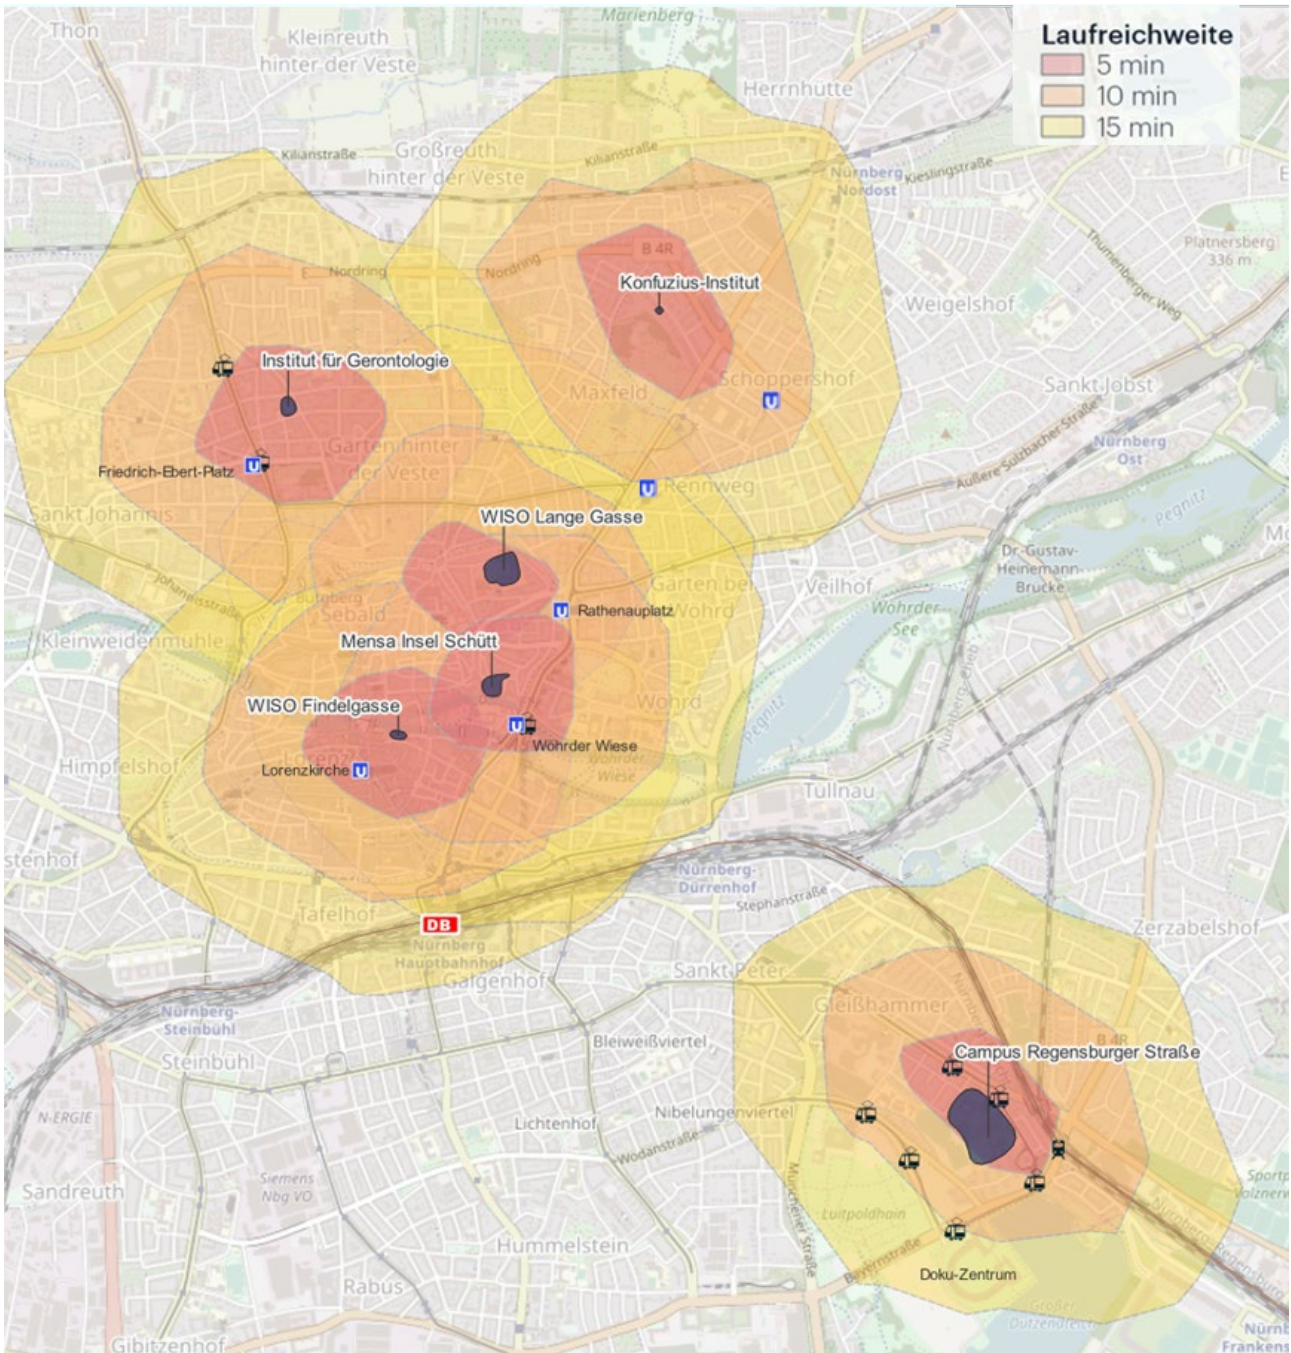 Marienberg
Laufreichweite
5 min
10 min
15 min
Thon
Kleinreuth
hinter der Veste
Herrnhütte
Kilianstraße
Großreuth
hinter der Veste
Kilianstraße
Nürnberg
Nordost
Kieslingstraße
Platnersberg
336 m
Thumenberger Weg
B 4R
Nordring
Nordring
Konfuzius-Institut
Weigelshof
Institut für Gerontologie
Maxfeld
Schoppershof
Sankt Jobst
Äußere Sulzbacher Straße
Nürnberg
Ost
Gärten hinter
der Veste
Friedrich-Ebert-Platz
U
U
U
Rennweg
Sankt Johannis
WISO Lange Gasse
Pegnitz
Dr.-Gustav-
Heinemann-
Brücke
Johannisstraße
Burgberg
Sebald
U
Rathenauplatz
Gärten bei
Wöhrd
Veilhof
Wöhrder
See
Kleinweidenmühle
Mensa Insel Schütt
WISO Findelgasse
Wöhrd
Pegnitz
U
Wöhrder Wiese
Wöhrder
Wiese
Himpfelshof
Lorenzkirche
U
Tullnau
Nürnberg-
Dürrenhof
Stephanstraße
Tafelhof
DB
Nürnberg
Hauptbahnhof
Galgenhof
Sankt Peter
Zerzabelshof
Gleißhammer
Nürnberg-
Steinbühl
Steinbühl
Bleiweißviertel
B 4R
Campus Regensburger Straße
N-ERGIE
Lichtenhof
Nibelungenviertel
Wodanstraße
Siemens
Nbg VO
Sandreuth
Münchener Straße
Luitpoldhain
Hummelstein
Bayernstraße
Doku-Zentrum
Rabus
Großer
Dutzendteich
Gibitzenhof